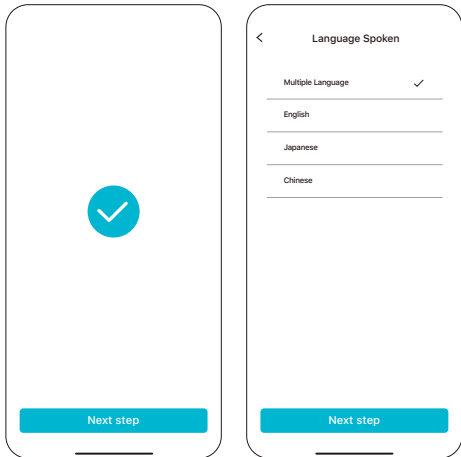 Next step
Language Spoken
Multiple Language
English
Japanese
Chinese
Next step